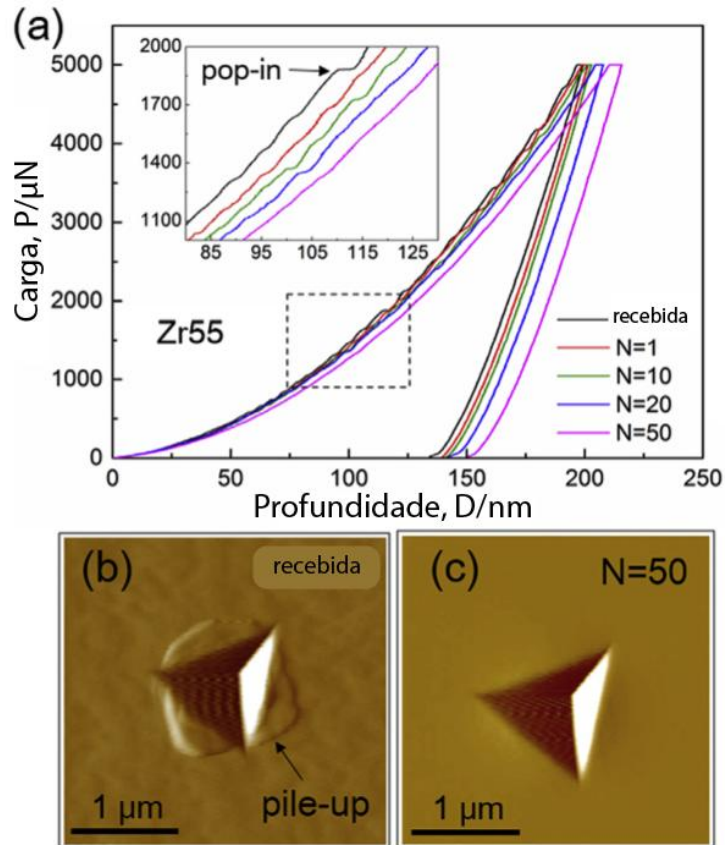 (a)
2000
pop-in
1700
1400
1100
85 95 105 115 125
5000
4000
3000
2000
1000
0
Carga, P/μN
Zr55
recebida
N=1
N=10
N=20
N=50
0 50 100 150 200 250
Profundidade, D/nm
(b)
recebida
pile-up
1 μm
(c)
N=50
1 μm